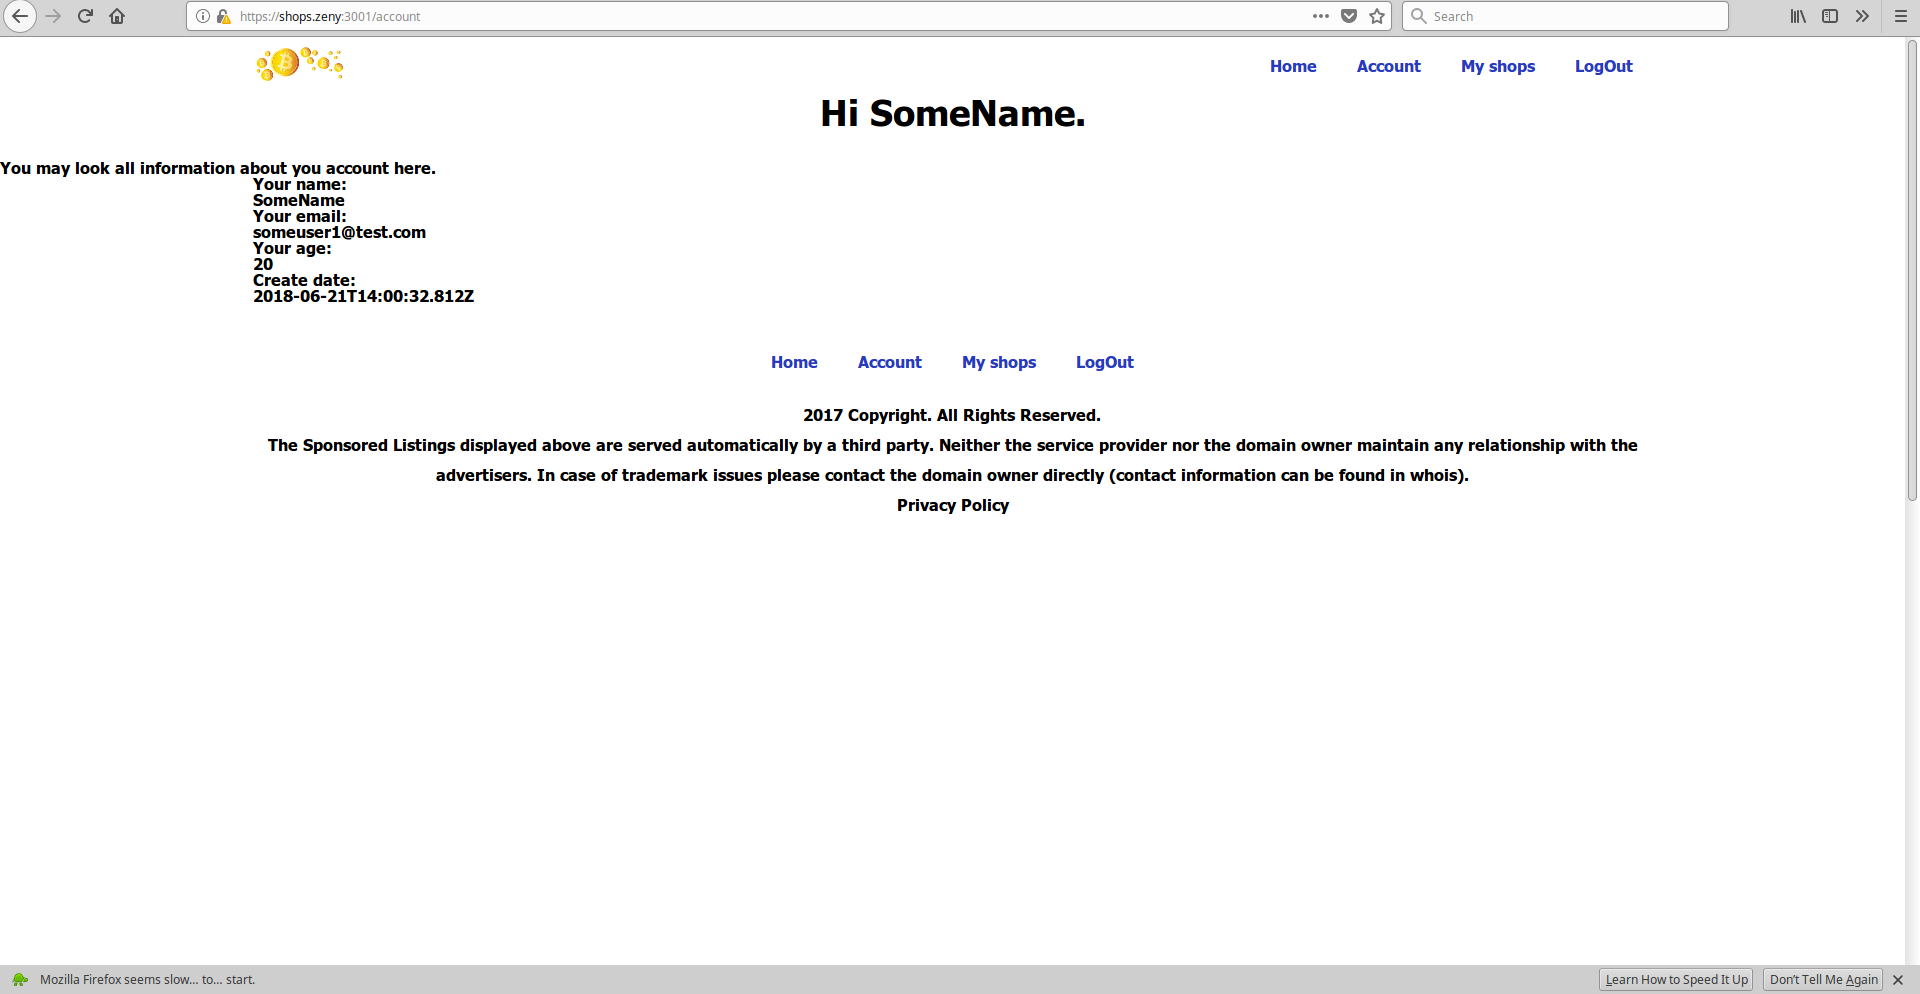 https://shops.zeny:3001/account
Search
Home Account My shops LogOut
Hi SomeName.
You may look all information about you account here.
Your name:
SomeName
Your email:
someuser1@test.com
Your age:
20
Create date:
2018-06-21T14:00:32.812Z
Home Account My shops LogOut
2017 Copyright. All Rights Reserved.
The Sponsored Listings displayed above are served automatically by a third party. Neither the service provider nor the domain owner maintain any relationship with the
advertisers. In case of trademark issues please contact the domain owner directly (contact information can be found in whois).
Privacy Policy
Mozilla Firefox seems slow... to... start.
Learn How to Speed It Up
Don't Tell Me Again